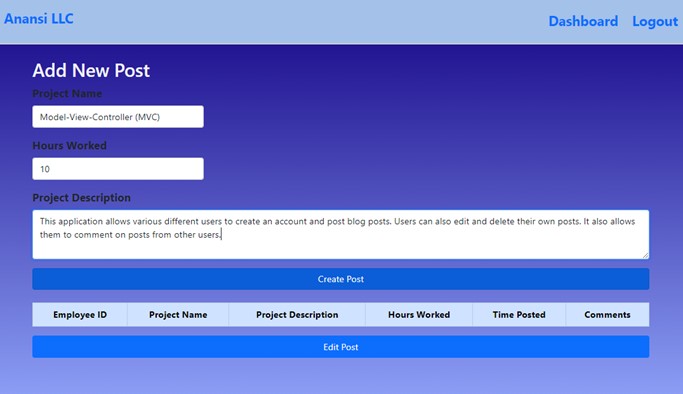 Anansi LLC
Dashboard Logout
Add New Post
Project Name
Model-View-Controller (MVC)
Hours Worked
10
Project Description
This application allows various different users to create an account and post blog posts. Users can also edit and delete their own posts. It also allows
them to comment on posts from other users.
Create Post
Employee ID Project Name Project Description Hours Worked Time Posted Comments
Edit Post